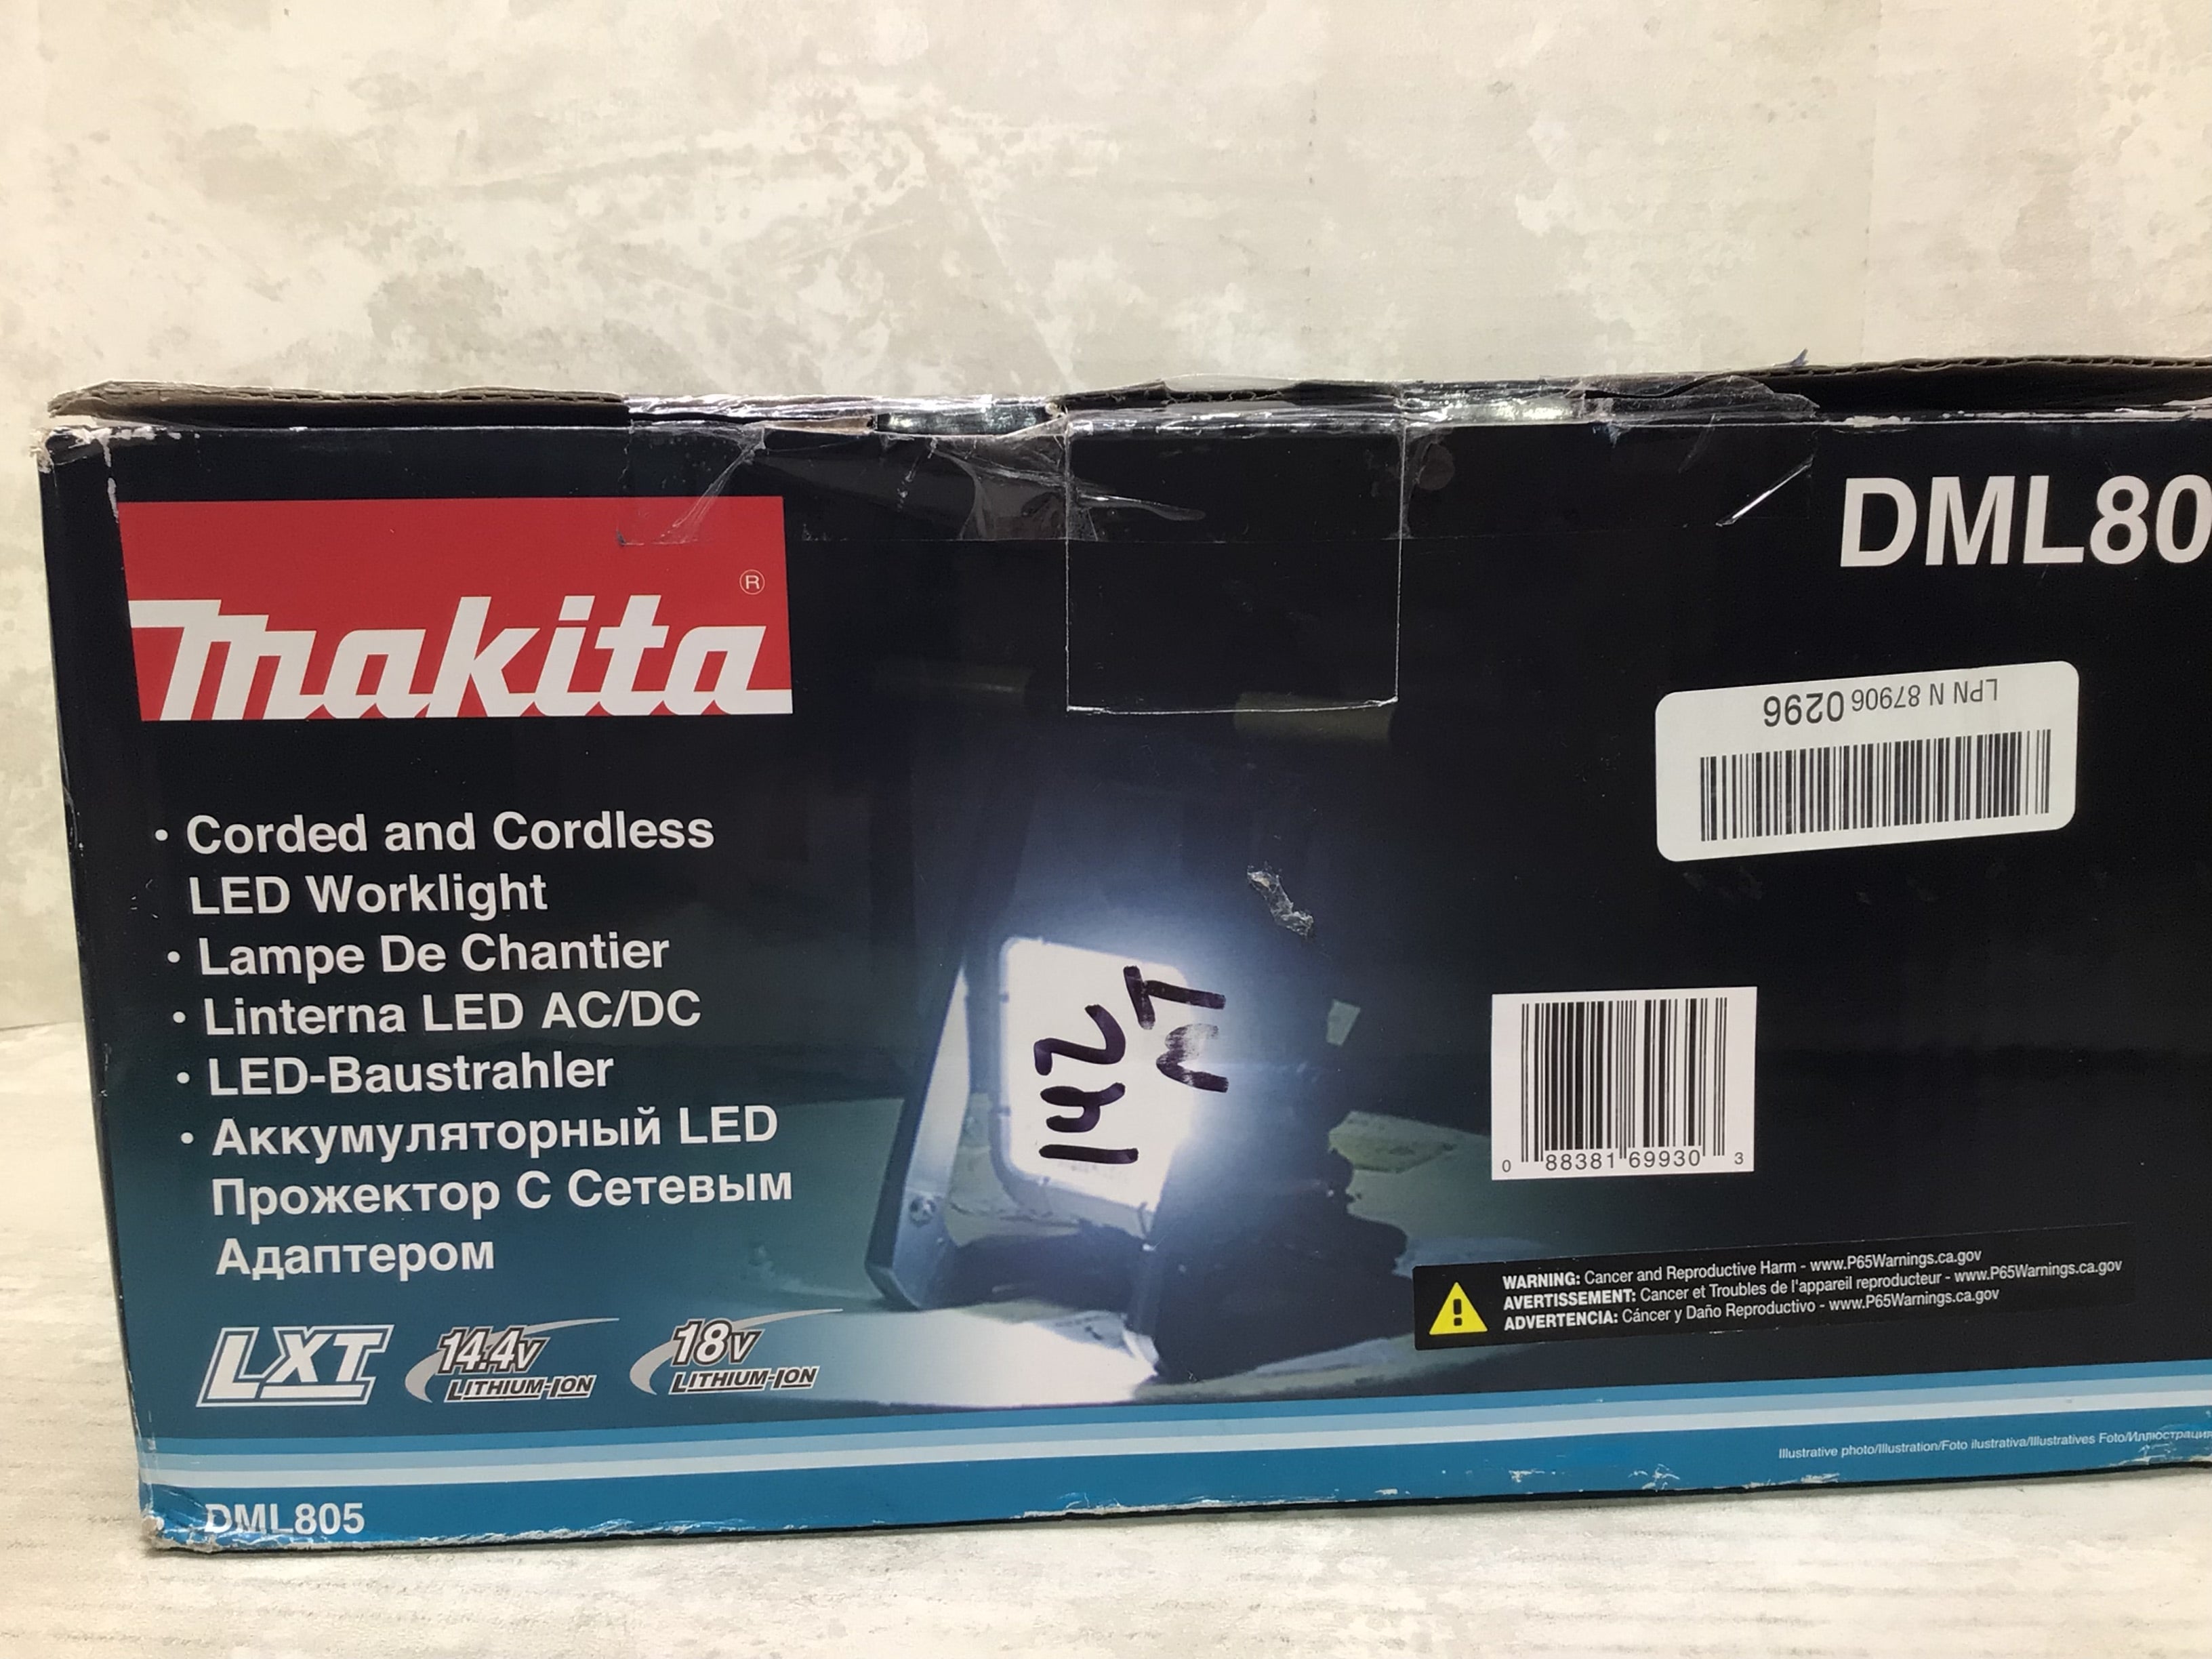 makita®
DML80
LPN N 87906 0296
• Corded and Cordless
LED Worklight
• Lampe De Chantier
• Linterna LED AC/DC
• LED-Baustrahler
• Аккумуляторный LED
Прожектор С Сетевым
Адаптером
142
0 88381 69930 3
WARNING: Cancer and Reproductive Harm - www.P65Warnings.ca.gov
AVERTISSEMENT: Cancer et Troubles de l'appareil reproducteur - www.P65Warnings.ca.gov
ADVERTENCIA: Cáncer y Daño Reproductivo - www.P65Warnings.ca.gov
LXT
14.4V LITHIUM-ION
18V LITHIUM-ION
Illustrative photo/Illustration/Foto ilustrativa/Illustratives Foto/Иллюстрация
DML805